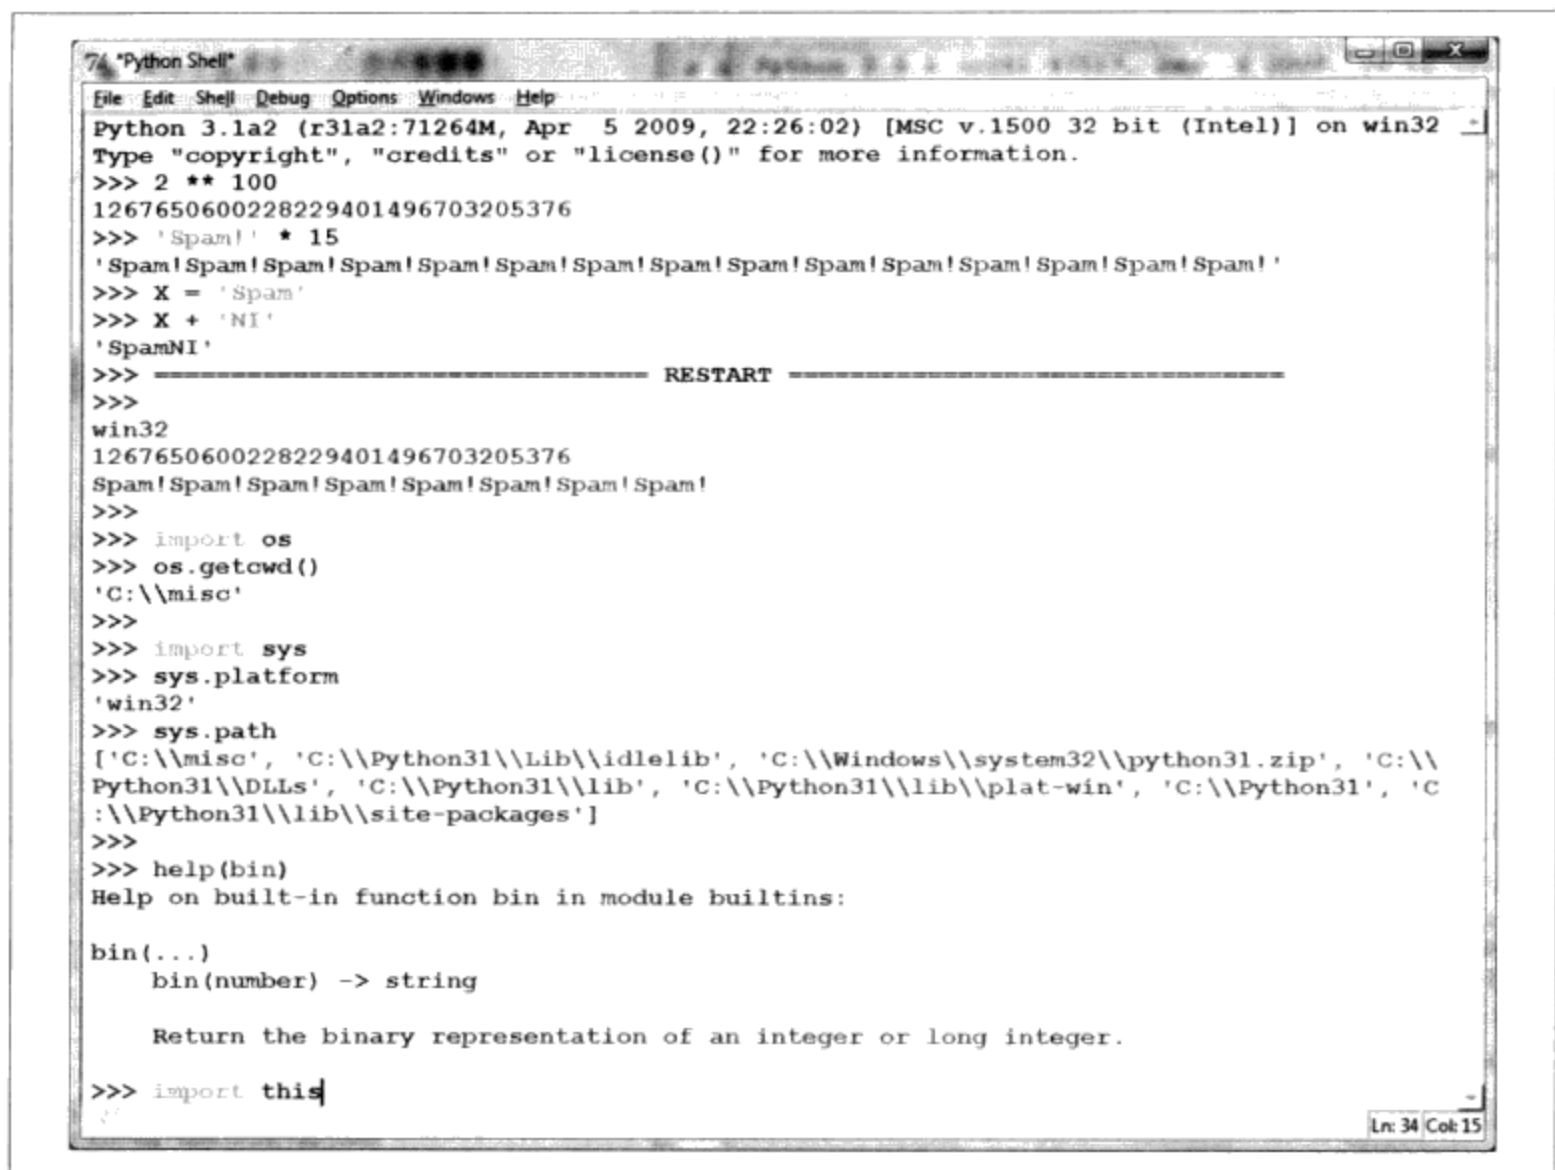 *Python Shell*
File Edit Shell Debug Options Windows Help
Python 3.1a2 (r31a2:71264M, Apr  5 2009, 22:26:02) [MSC v.1500 32 bit (Intel)] on win32
Type "copyright", "credits" or "license()" for more information.
>>> 2 ** 100
1267650600228229401496703205376
>>> 'Spam!' * 15
'Spam!Spam!Spam!Spam!Spam!Spam!Spam!Spam!Spam!Spam!Spam!Spam!Spam!Spam!Spam!'
>>> X = 'Spam'
>>> X + 'NI'
'SpamNI'
>>> ================================ RESTART ================================
>>>
win32
1267650600228229401496703205376
Spam!Spam!Spam!Spam!Spam!Spam!Spam!Spam!
>>>
>>> import os
>>> os.getcwd()
'C:\\misc'
>>>
>>> import sys
>>> sys.platform
'win32'
>>> sys.path
['C:\\misc', 'C:\\Python31\\Lib\\idlelib', 'C:\\Windows\\system32\\python31.zip', 'C:\\
Python31\\DLLs', 'C:\\Python31\\lib', 'C:\\Python31\\lib\\plat-win', 'C:\\Python31', 'C
:\\Python31\\lib\\site-packages']
>>>
>>> help(bin)
Help on built-in function bin in module builtins:
bin(...)
    bin(number) -> string
    Return the binary representation of an integer or long integer.
>>> import this
Ln: 34 Col: 15